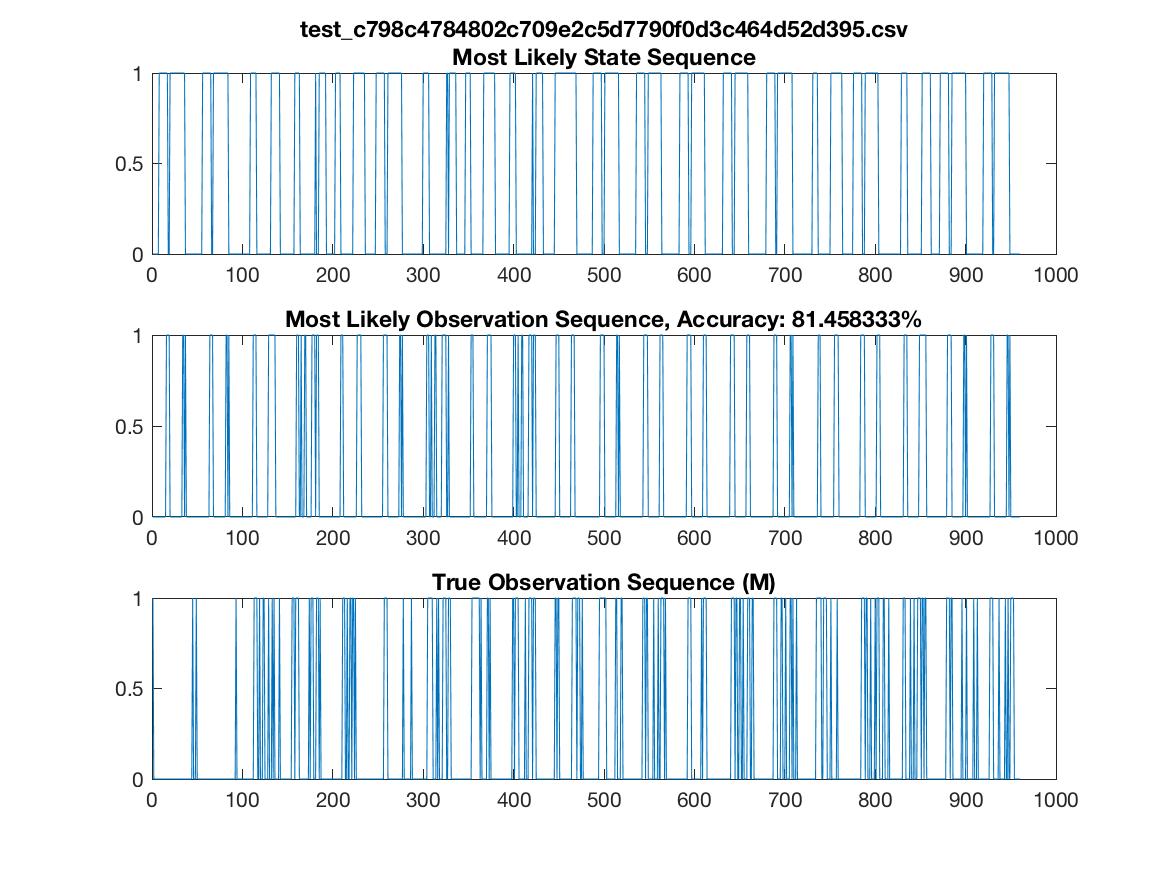 test_c798c4784802c709e2c5d7790f0d3c464d52d395.csv
Most Likely State Sequence
1
0.5
0
0 100 200 300 400 500 600 700 800 900 1000
Most Likely Observation Sequence, Accuracy: 81.458333%
1
0.5
0
0 100 200 300 400 500 600 700 800 900 1000
True Observation Sequence (M)
1
0.5
0
0 100 200 300 400 500 600 700 800 900 1000